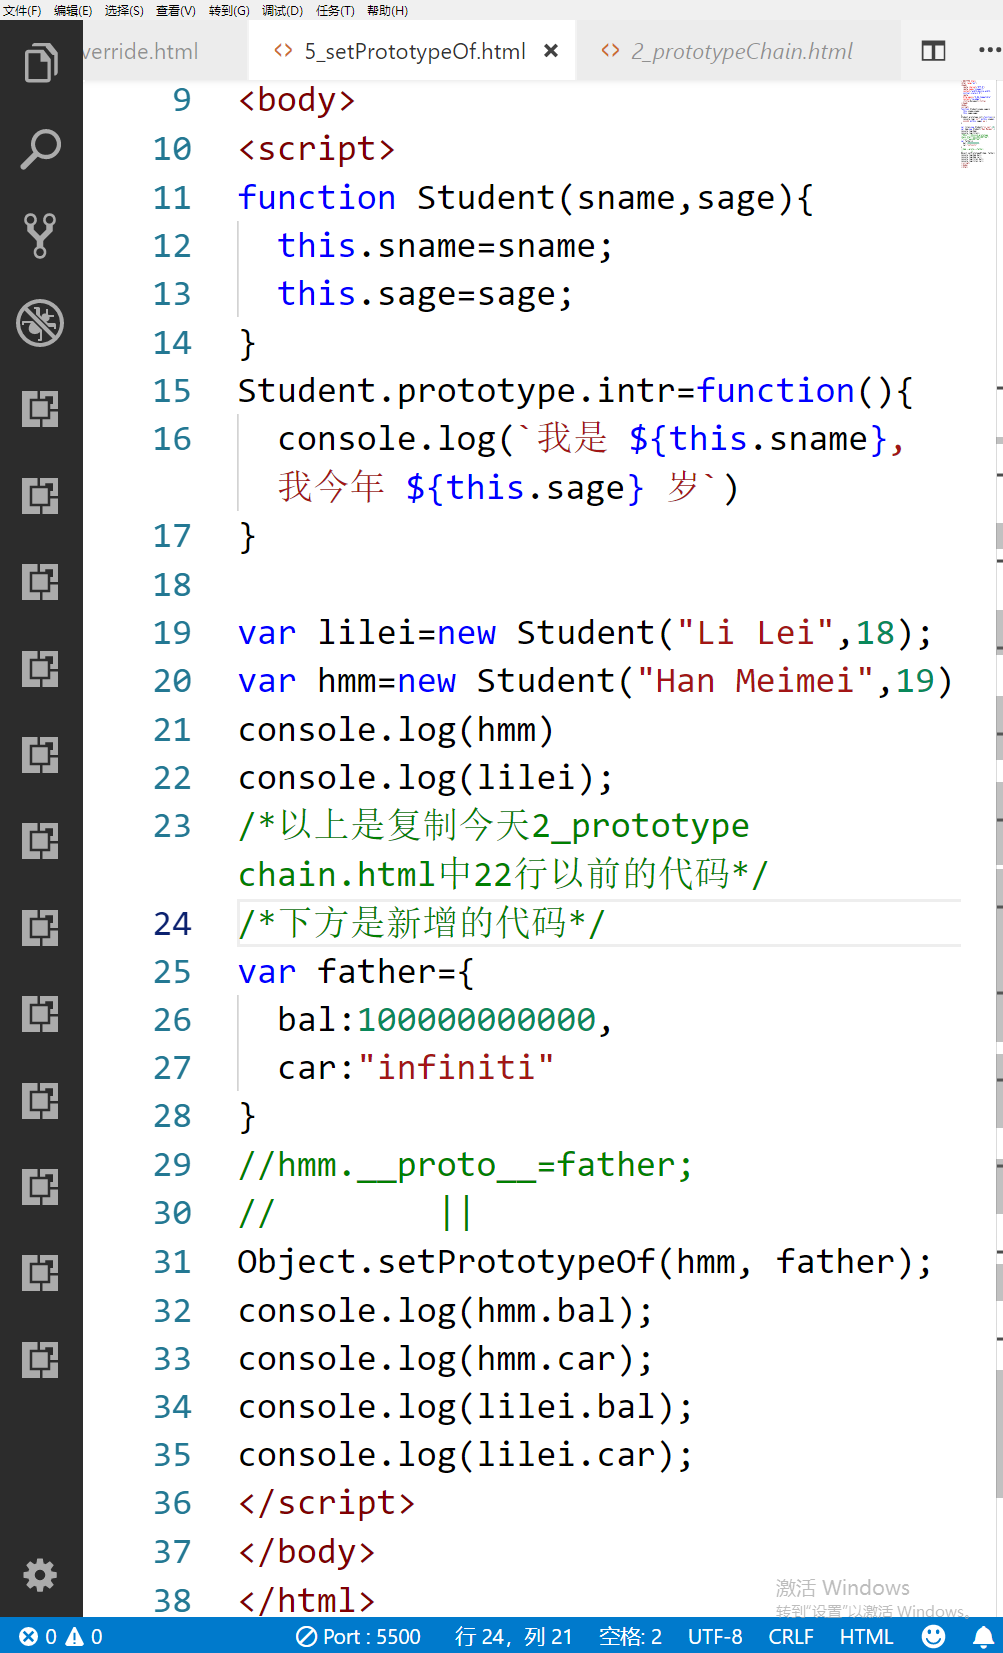 文件(F) 编辑(E) 选择(S) 查看(V) 转到(G) 调试(D) 任务(T) 帮助(H)
verride.html <> 5_setPrototypeOf.html × <> 2_prototypeChain.html
9 <body>
10 <script>
11 function Student(sname,sage){
12 this.sname=sname;
13 this.sage=sage;
14 }
15 Student.prototype.intr=function(){
16 console.log(`我是 ${this.sname},
我今年 ${this.sage} 岁`)
17 }
18
19 var lilei=new Student("Li Lei",18);
20 var hmm=new Student("Han Meimei",19)
21 console.log(hmm)
22 console.log(lilei);
23 /*以上是复制今天2_prototype
chain.html中22行以前的代码*/
24 /*下方是新增的代码*/
25 var father={
26 bal:100000000000,
27 car:"infiniti"
28 }
29 //hmm.__proto__=father;
30 // ||
31 Object.setPrototypeOf(hmm, father);
32 console.log(hmm.bal);
33 console.log(hmm.car);
34 console.log(lilei.bal);
35 console.log(lilei.car);
36 </script>
37 </body>
38 </html>
激活 Windows
转到"设置"以激活 Windows。
0 0 Port : 5500 行 24, 列 21 空格: 2 UTF-8 CRLF HTML